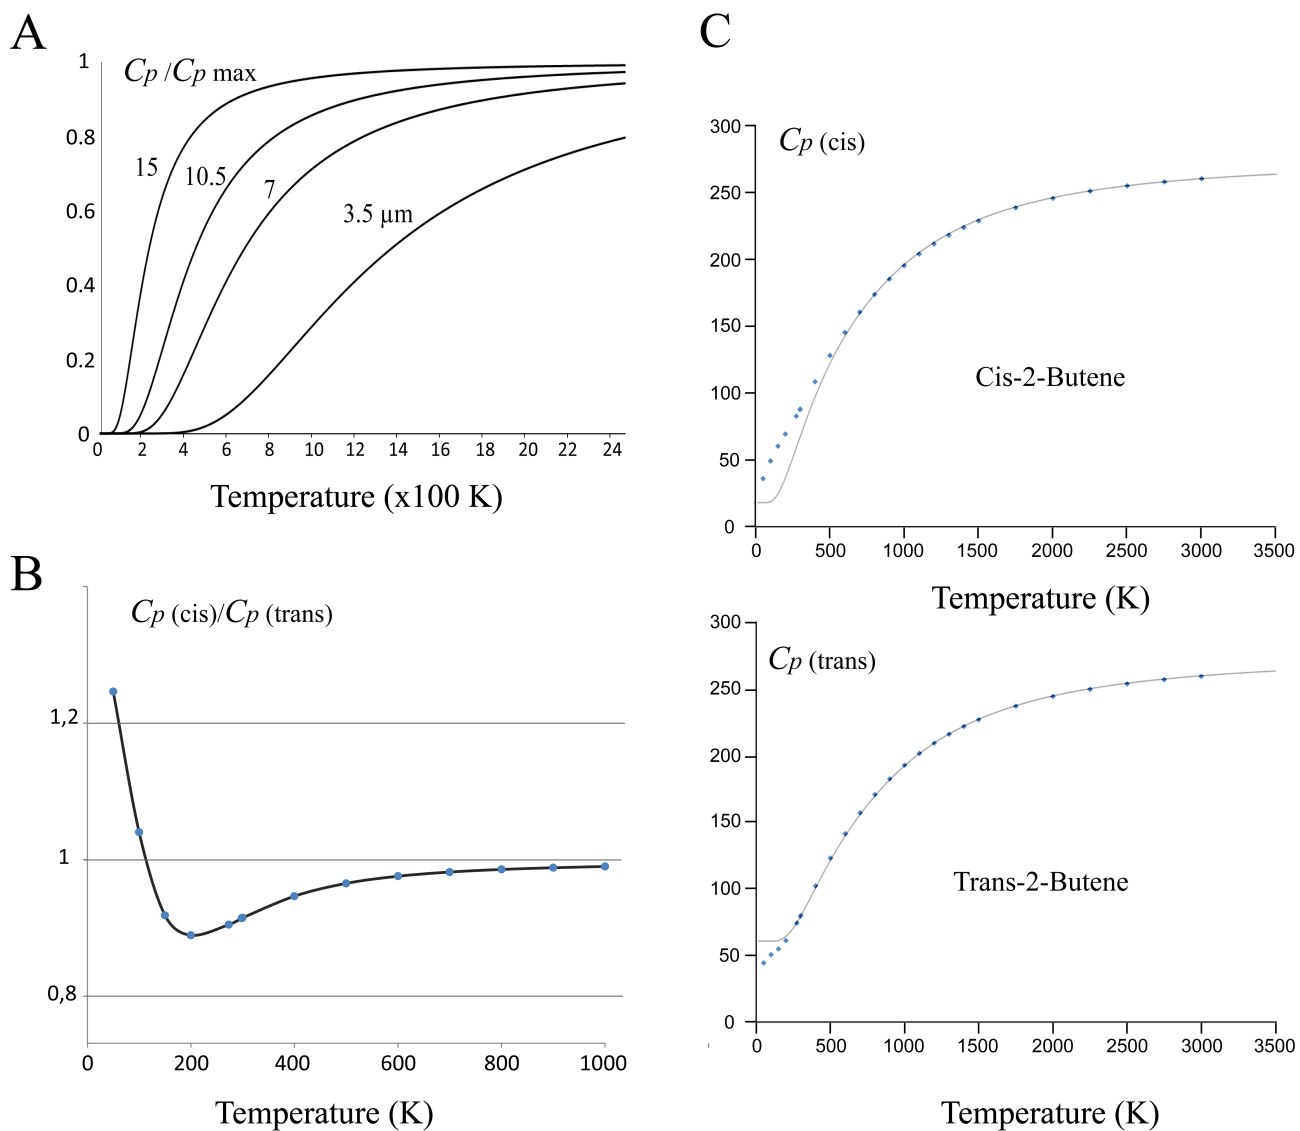 A
Cp /Cp max
1
0.8
0.6
0.4
0.2
0
15
10.5
7
3.5 µm
0 2 4 6 8 10 12 14 16 18 20 22 24
Temperature (x100 K)
B
Cp (cis)/Cp (trans)
1,2
1
0,8
0 200 400 600 800 1000
Temperature (K)
C
Cp (cis)
300
250
200
150
100
50
0
Cis-2-Butene
0 500 1000 1500 2000 2500 3000 3500
Temperature (K)
Cp (trans)
300
250
200
150
100
50
0
Trans-2-Butene
0 500 1000 1500 2000 2500 3000 3500
Temperature (K)